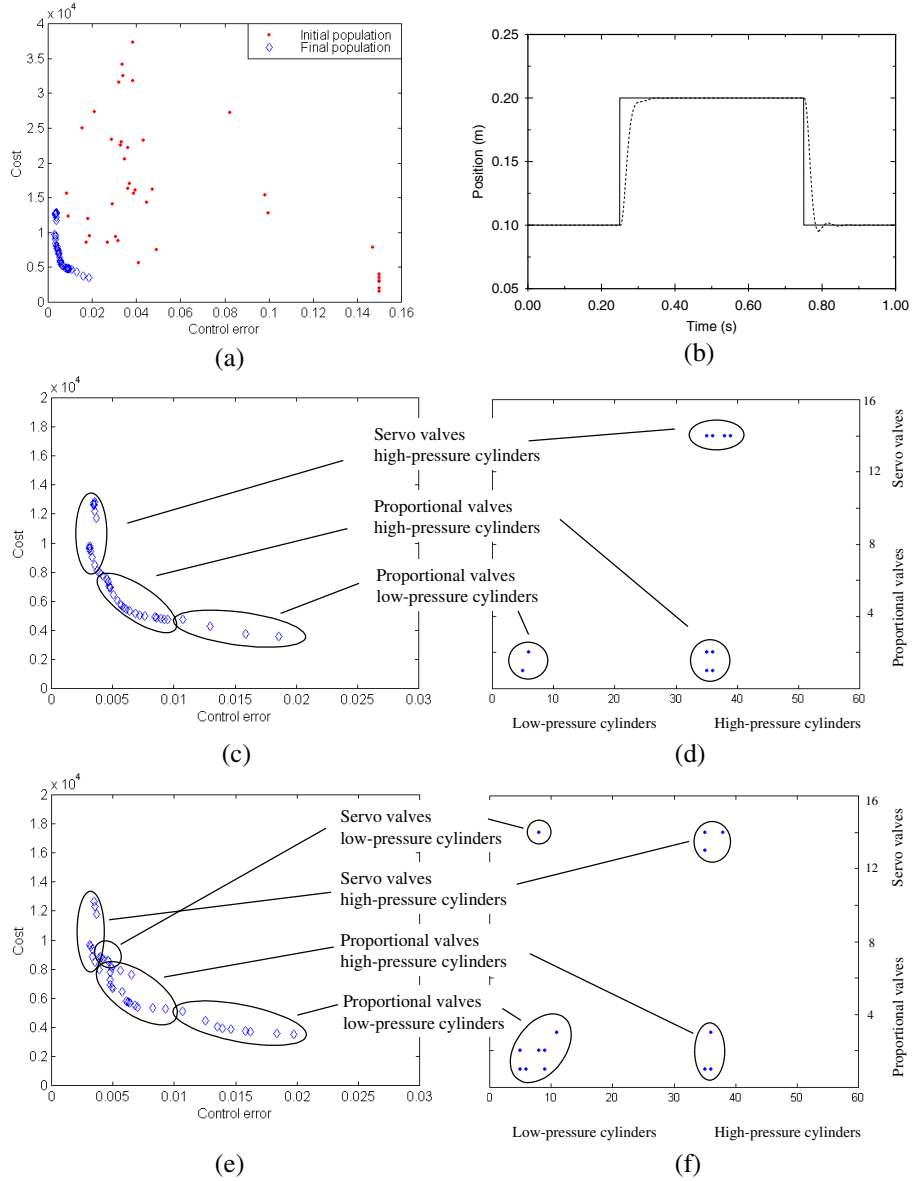 x 10^4
4
3.5
3
2.5
2
1.5
1
0.5
0
Cost
0 0.02 0.04 0.06 0.08 0.1 0.12 0.14 0.16
Control error
Initial population
Final population
(a)
0.25
0.20
0.15
0.10
0.05
Position (m)
0.00 0.20 0.40 0.60 0.80 1.00
Time (s)
(b)
x 10^4
2
1.8
1.6
1.4
1.2
1
0.8
0.6
0.4
0.2
0
Cost
0 0.005 0.01 0.015 0.02 0.025 0.03
Control error
Servo valves
high-pressure cylinders
Proportional valves
high-pressure cylinders
Proportional valves
low-pressure cylinders
(c)
16
12
8
4
Servo valves
Proportional valves
0 10 20 30 40 50 60
Low-pressure cylinders High-pressure cylinders
(d)
x 10^4
2
1.8
1.6
1.4
1.2
1
0.8
0.6
0.4
0.2
0
Cost
0 0.005 0.01 0.015 0.02 0.025 0.03
Control error
Servo valves
low-pressure cylinders
Servo valves
high-pressure cylinders
Proportional valves
high-pressure cylinders
Proportional valves
low-pressure cylinders
(e)
16
12
8
4
Servo valves
Proportional valves
0 10 20 30 40 50 60
Low-pressure cylinders High-pressure cylinders
(f)